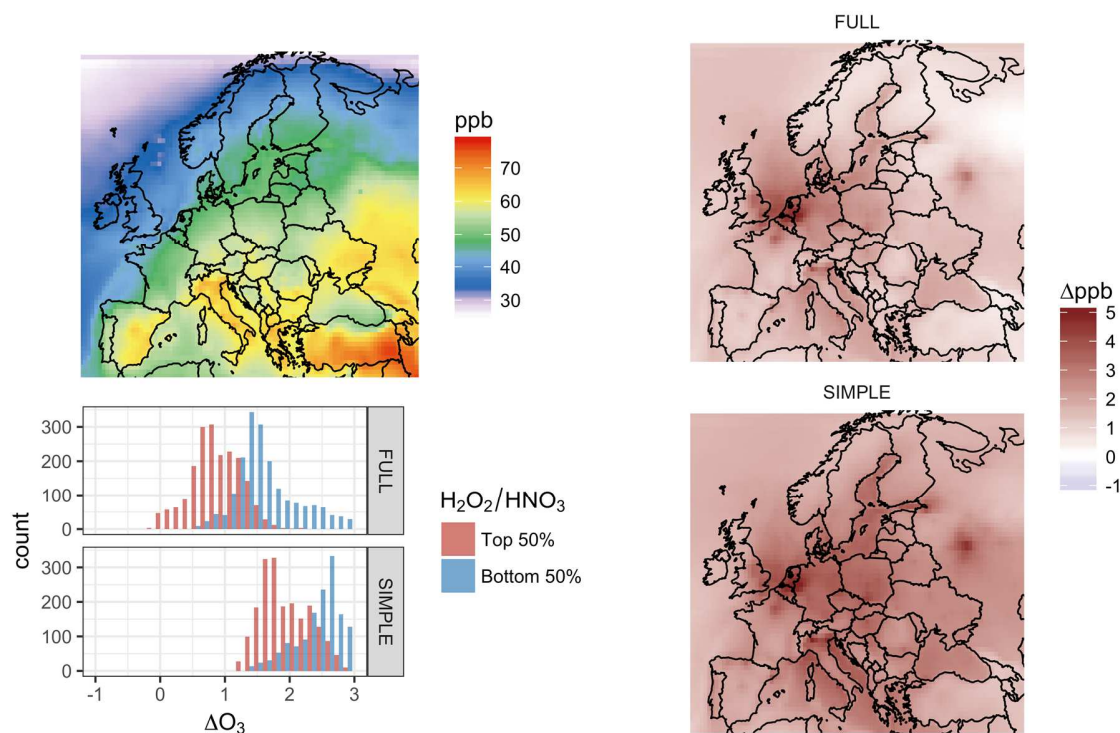 ppb
70
60
50
40
30
FULL
Δppb
5
4
3
2
1
0
-1
SIMPLE
count
300
200
100
0
FULL
300
200
100
0
SIMPLE
-1 0 1 2 3
ΔO₃
H₂O₂/HNO₃
Top 50%
Bottom 50%